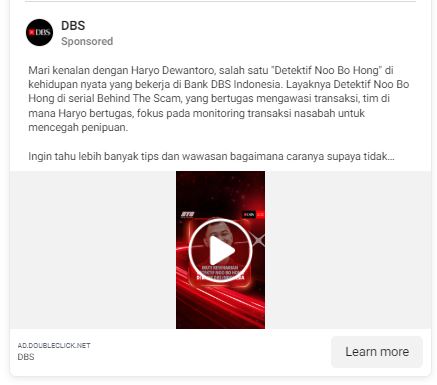 DBS
DBS
Sponsored
Mari kenalan dengan Haryo Dewantoro, salah satu "Detektif Noo Bo Hong" di
kehidupan nyata yang bekerja di Bank DBS Indonesia. Layaknya Detektif Noo Bo
Hong di serial Behind The Scam, yang bertugas mengawasi transaksi, tim di
mana Haryo bertugas, fokus pada monitoring transaksi nasabah untuk
mencegah penipuan.
Ingin tahu lebih banyak tips dan wawasan bagaimana caranya supaya tidak...
DBS
AD.DOUBLECLICK.NET
DBS
Learn more